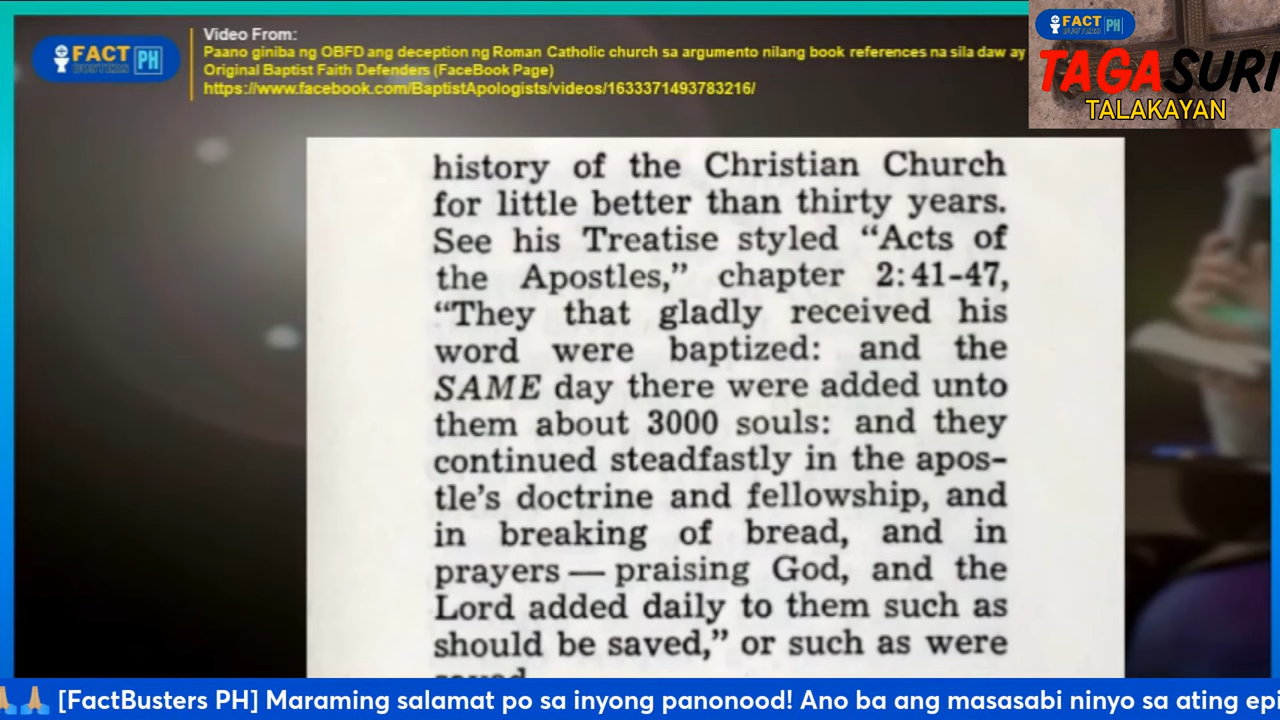 FACT
BUSTERS
PH
Video From:
Paano giniba ng OBFD ang deception ng Roman Catholic church sa argumento nilang book references na sila daw ay
Original Baptist Faith Defenders (FaceBook Page)
https://www.facebook.com/BaptistApologists/videos/1633371493783216/
FACT
BUSTERS
PH
TAGASURI
TALAKAYAN
history of the Christian Church
for little better than thirty years.
See his Treatise styled “Acts of
the Apostles,” chapter 2:41-47,
“They that gladly received his
word were baptized: and the
SAME day there were added unto
them about 3000 souls: and they
continued steadfastly in the apos-
tle’s doctrine and fellowship, and
in breaking of bread, and in
prayers — praising God, and the
Lord added daily to them such as
should be saved,” or such as were
[FactBusters PH] Maraming salamat po sa inyong panonood! Ano ba ang masasabi ninyo sa ating epi